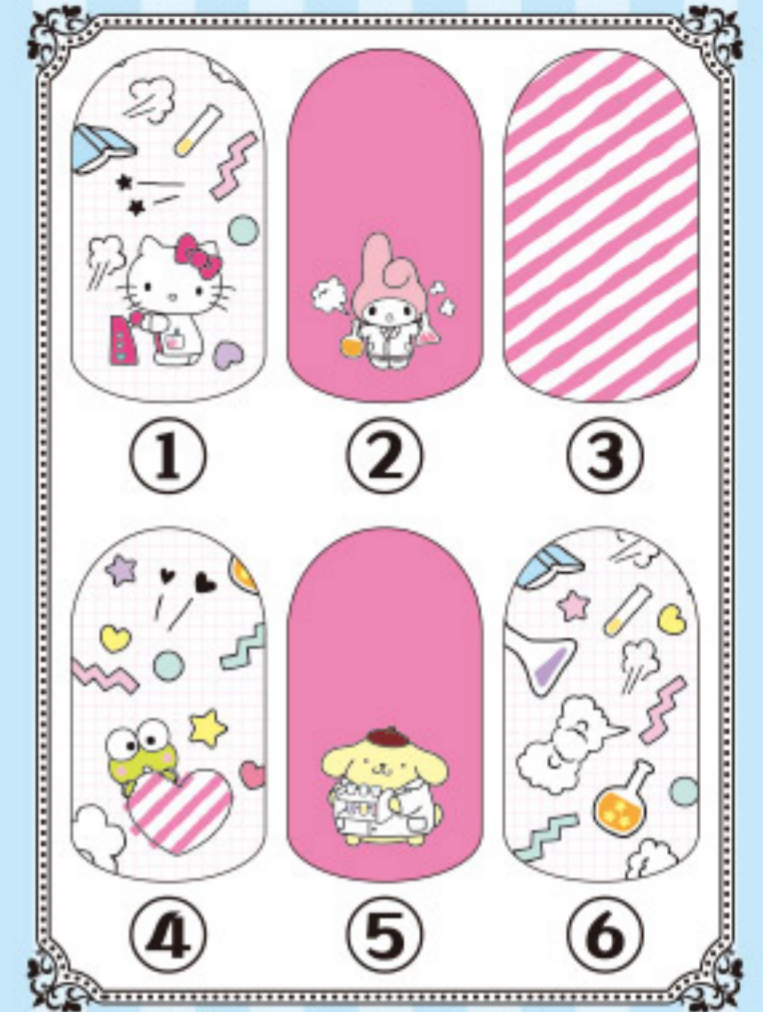 ① ② ③
④ ⑤ ⑥